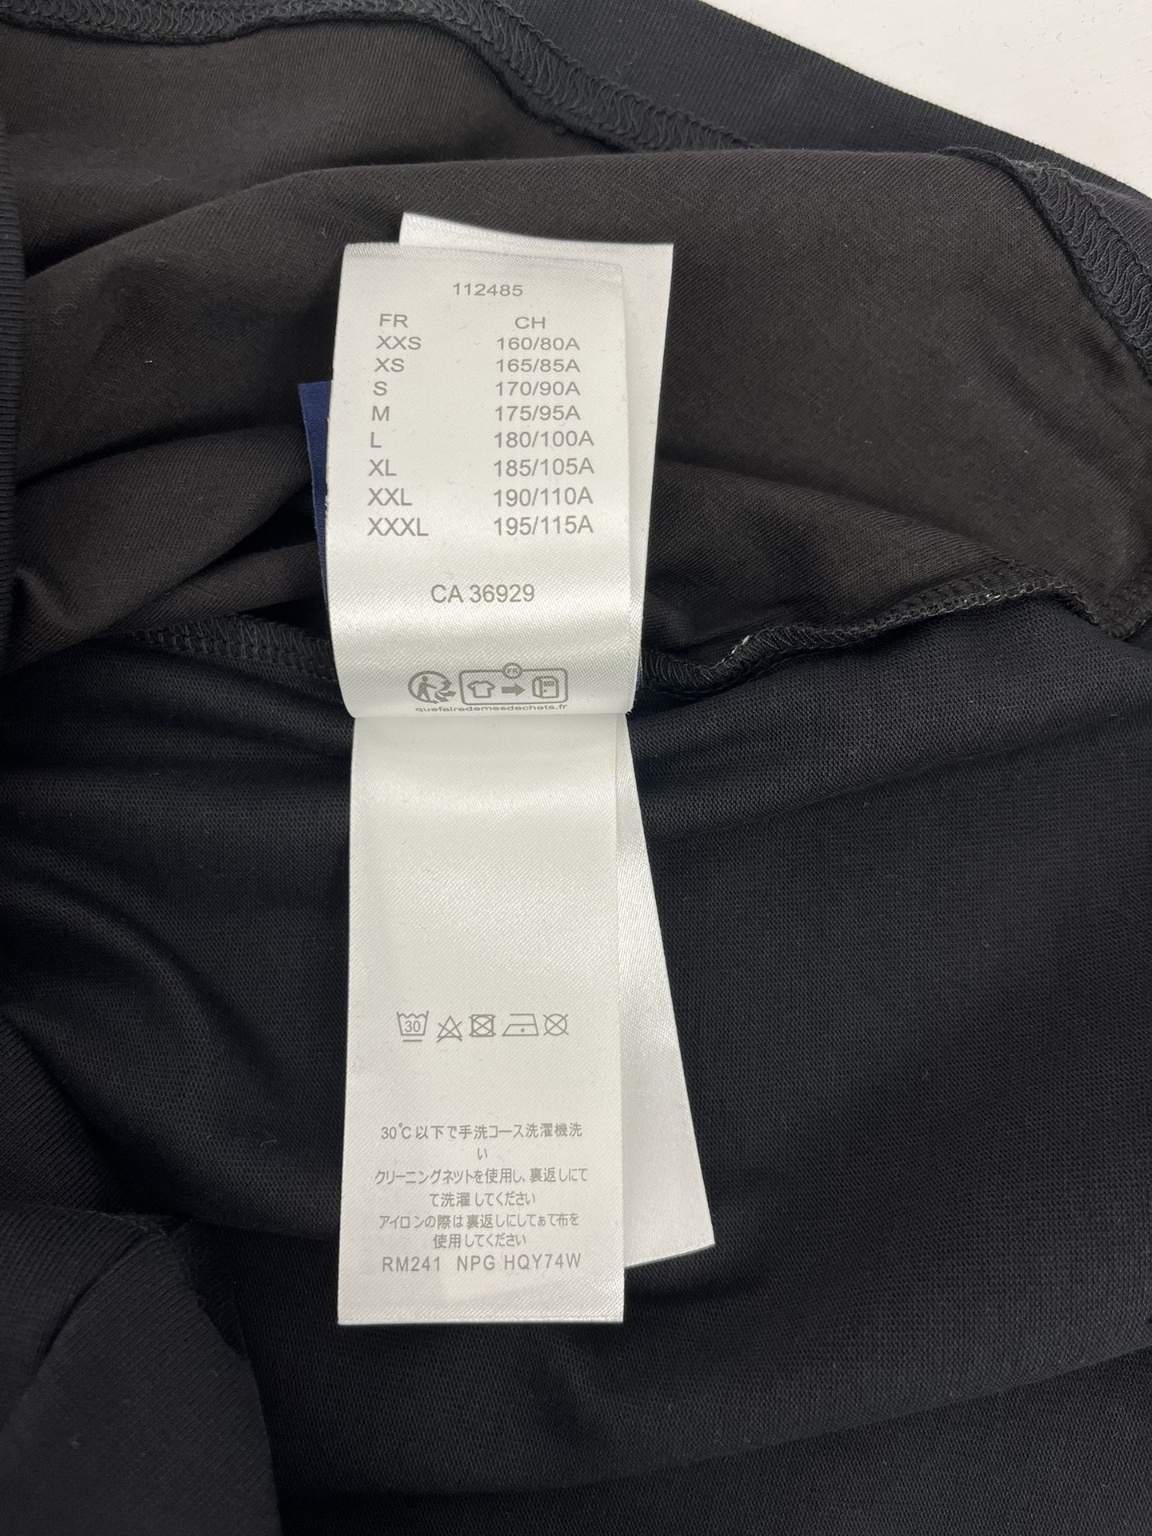 112485
FR CH
XXS 160/80A
XS 165/85A
S 170/90A
M 175/95A
L 180/100A
XL 185/105A
XXL 190/110A
XXXL 195/115A
CA 36929
FR
quefairedemesdechets.fr
30
30℃以下で手洗コース洗濯機洗
い
クリーニングネットを使用し、裏返しにて
て洗濯してください
アイロンの際は裏返しにしてあて布を
使用してください
RM241 NPG HQY74W